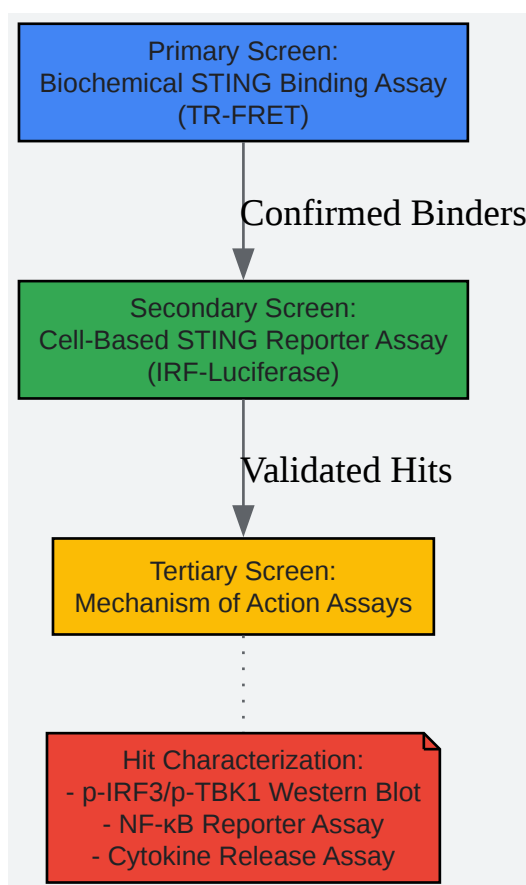 Primary Screen:
Biochemical STING Binding Assay
(TR-FRET)
Confirmed Binders
Secondary Screen:
Cell-Based STING Reporter Assay
(IRF-Luciferase)
Validated Hits
Tertiary Screen:
Mechanism of Action Assays
Hit Characterization:
- p-IRF3/p-TBK1 Western Blot
- NF-κB Reporter Assay
- Cytokine Release Assay